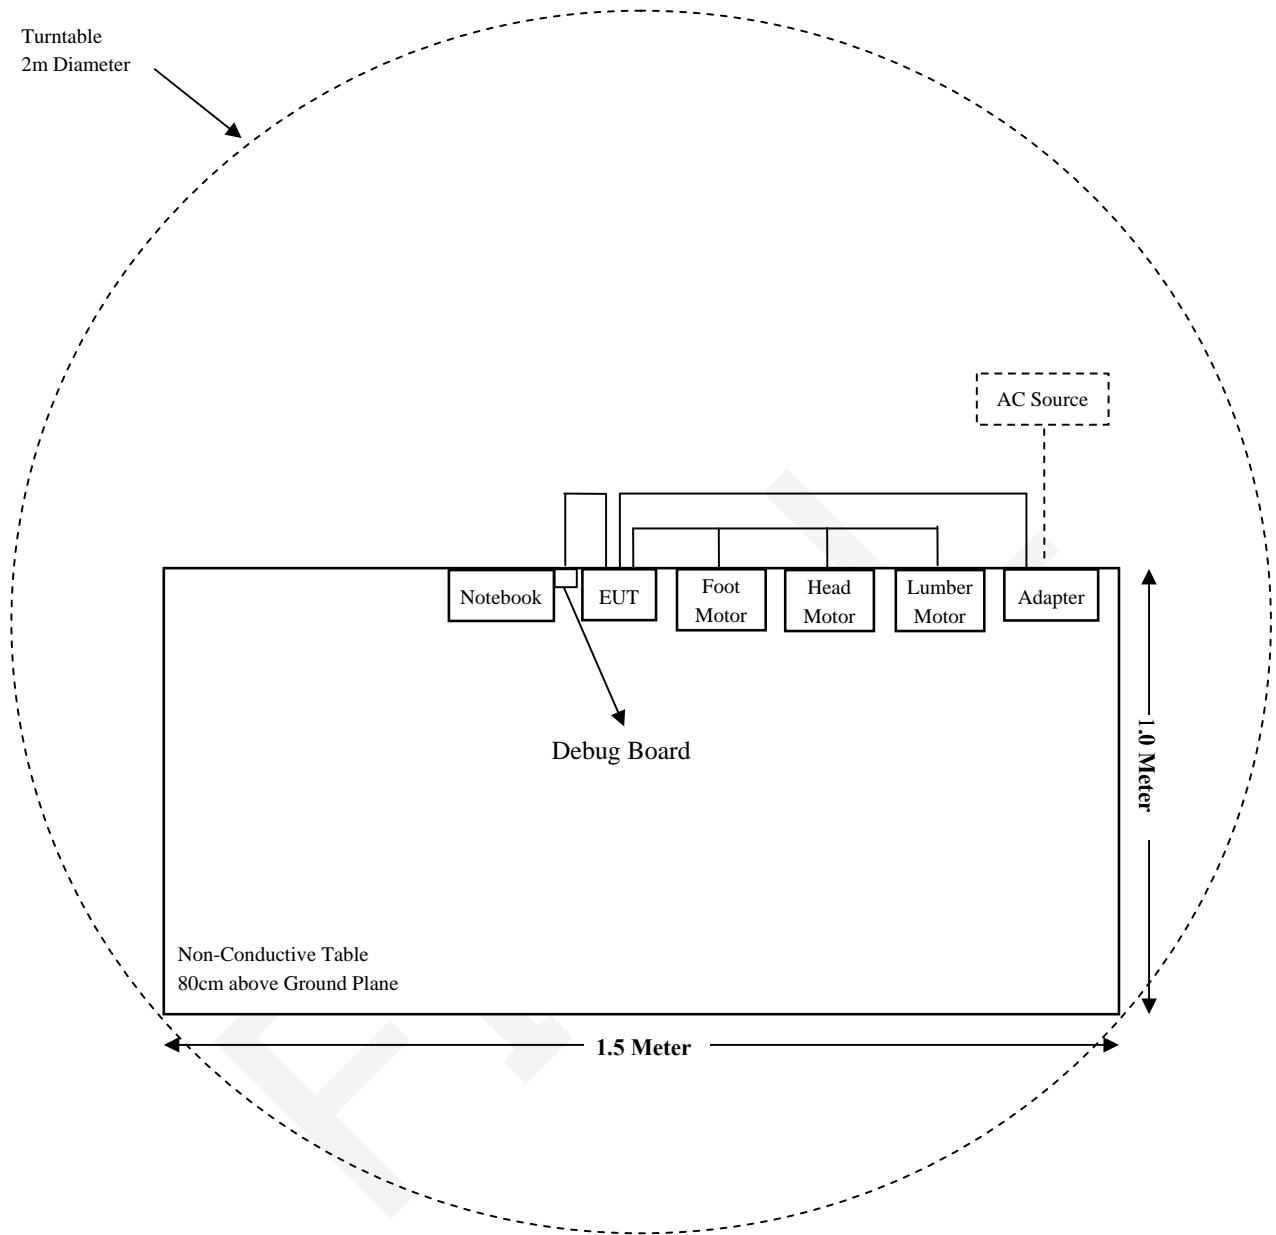 Turntable
2m Diameter
AC Source
Notebook
EUT
Foot
Motor
Head
Motor
Lumber
Motor
Adapter
Debug Board
1.0 Meter
Non-Conductive Table
80cm above Ground Plane
1.5 Meter